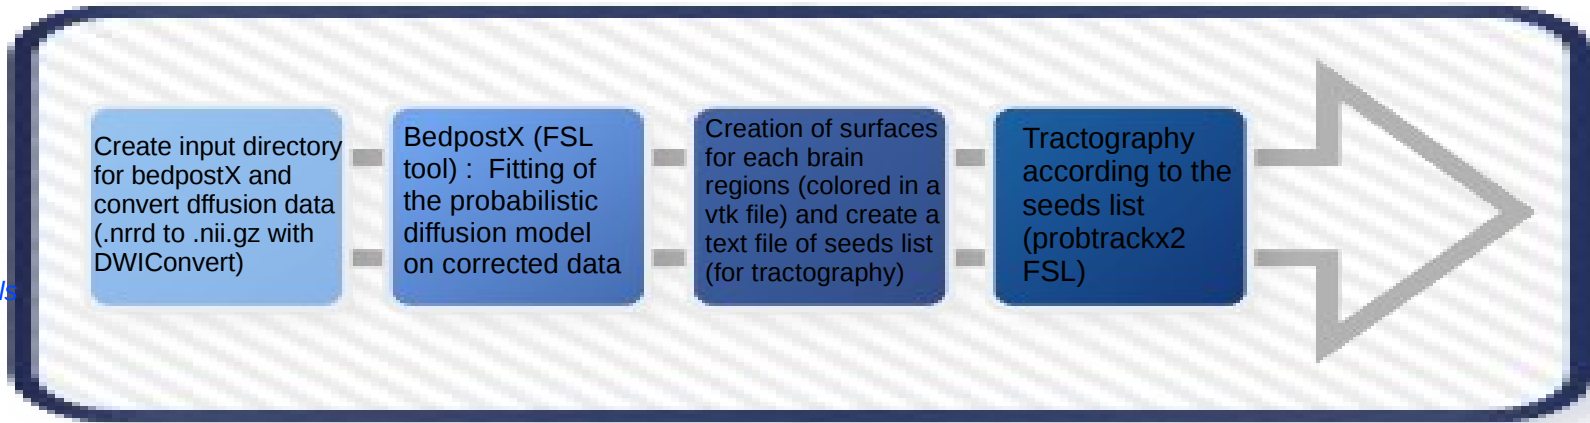 Create input directory
for bedpostX and
convert dffusion data
(.nrrd to .nii.gz with
DWIConvert)
BedpostX (FSL
tool) :  Fitting of
the probabilistic
diffusion model
on corrected data
Creation of surfaces
for each brain
regions (colored in a
vtk file) and create a
text file of seeds list
(for tractography)
Tractography
according to the
seeds list
(probtrackx2
FSL)